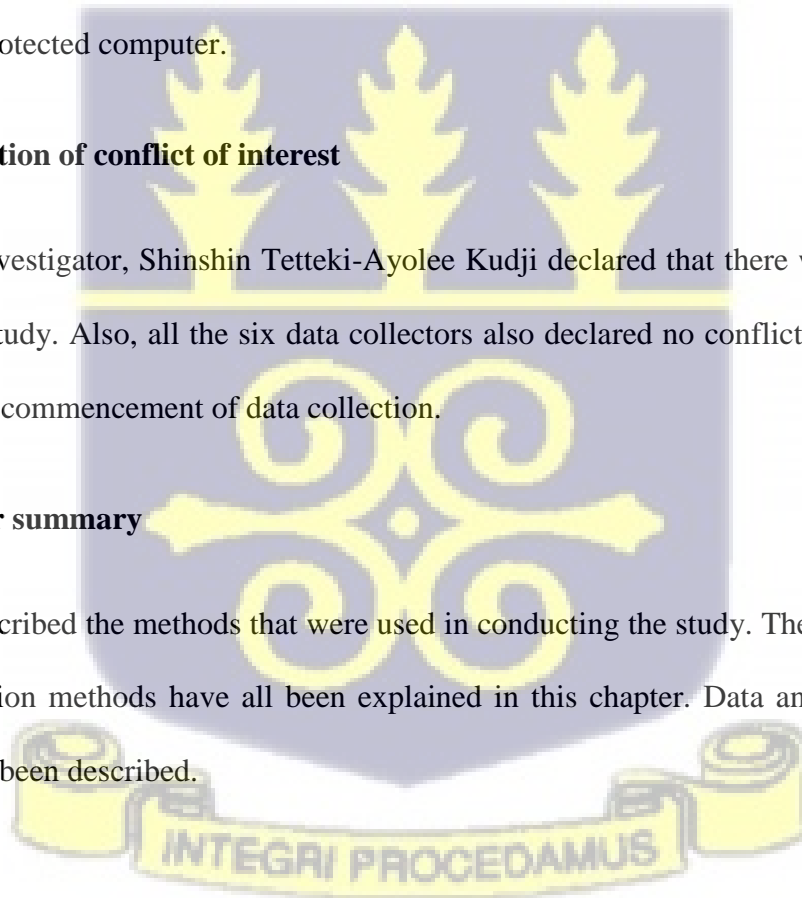 otected computer.
tion of conflict of interest
vestigator, Shinshin Tetteki-Ayolee Kudji declared that there
tudy. Also, all the six data collectors also declared no conflict
commencement of data collection.
r summary
cribed the methods that were used in conducting the study. The
ion methods have all been explained in this chapter. Data an
been described.
INTEGRI PROCEDAMUS